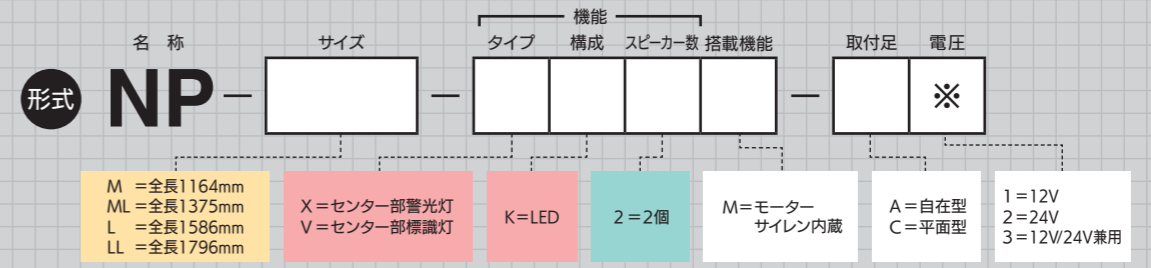 機能
名 称 サイズ タイプ 構成 スピーカー数 搭載機能 取付足 電圧
形式 NP－ － － ※
M =全長1164mm
ML =全長1375mm
L =全長1586mm
LL =全長1796mm
X=センター部警光灯
V=センター部標識灯
K=LED
2=2個
M=モーター
サイレン内蔵
A=自在型
C=平面型
1=12V
2=24V
3=12V/24V兼用